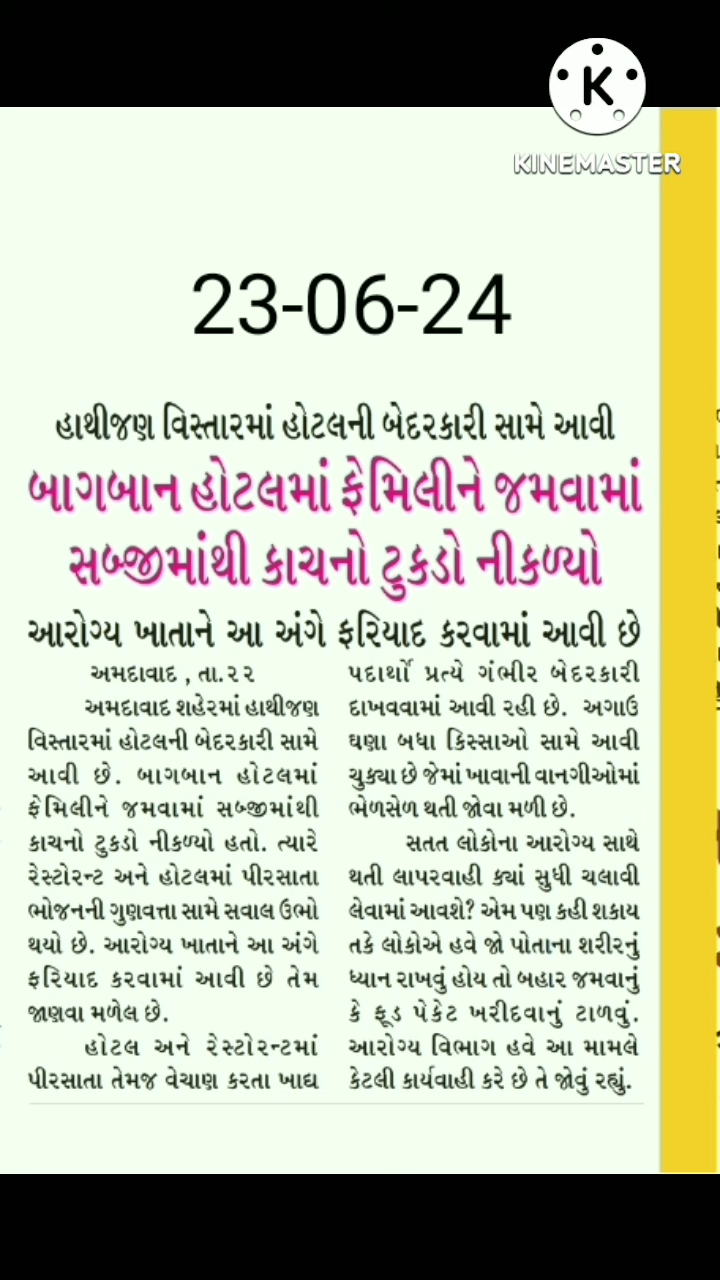 KINEMASTER
23-06-24
હાથીજણ વિસ્તારમાં હોટલની બેદરકારી સામે આવી
બાગબાન હોટલમાં ફેમિલીને જમવામાં
સબ્જીમાંથી કાચનો ટુકડો નીકળ્યો
આરોગ્ય ખાતાને આ અંગે ફરિયાદ કરવામાં આવી છે
અમદાવાદ, તા.૨૨
અમદાવાદ શહેરમાં હાથીજણ
વિસ્તારમાં હોટલની બેદરકારી સામે
આવી છે. બાગબાન હોટલમાં
ફેમિલીને જમવામાં સબ્જીમાંથી
કાચનો ટુકડો નીકળ્યો હતો. ત્યારે
રેસ્ટોરન્ટ અને હોટલમાં પીરસાતા
ભોજનની ગુણવત્તા સામે સવાલ ઉભો
થયો છે. આરોગ્ય ખાતાને આ અંગે
ફરિયાદ કરવામાં આવી છે તેમ
જાણવા મળેલ છે.
હોટલ અને રેસ્ટોરન્ટમાં
પીરસાતા તેમજ વેચાણ કરતા ખાદ્ય
પદાર્થો પ્રત્યે ગંભીર બેદરકારી
દાખવવામાં આવી રહી છે. અગાઉ
ઘણા બધા કિસ્સાઓ સામે આવી
ચુક્યા છે જેમાં ખાવાની વાનગીઓમાં
ભેળસેળ થતી જોવા મળી છે.
સતત લોકોના આરોગ્ય સાથે
થતી લાપરવાહી ક્યાં સુધી ચલાવી
લેવામાં આવશે? એમ પણ કહી શકાય
તકે લોકોએ હવે જો પોતાના શરીરનું
ધ્યાન રાખવું હોય તો બહાર જમવાનું
કે ફૂડ પેકેટ ખરીદવાનું ટાળવું.
આરોગ્ય વિભાગ હવે આ મામલે
કેટલી કાર્યવાહી કરે છે તે જોવું રહ્યું.